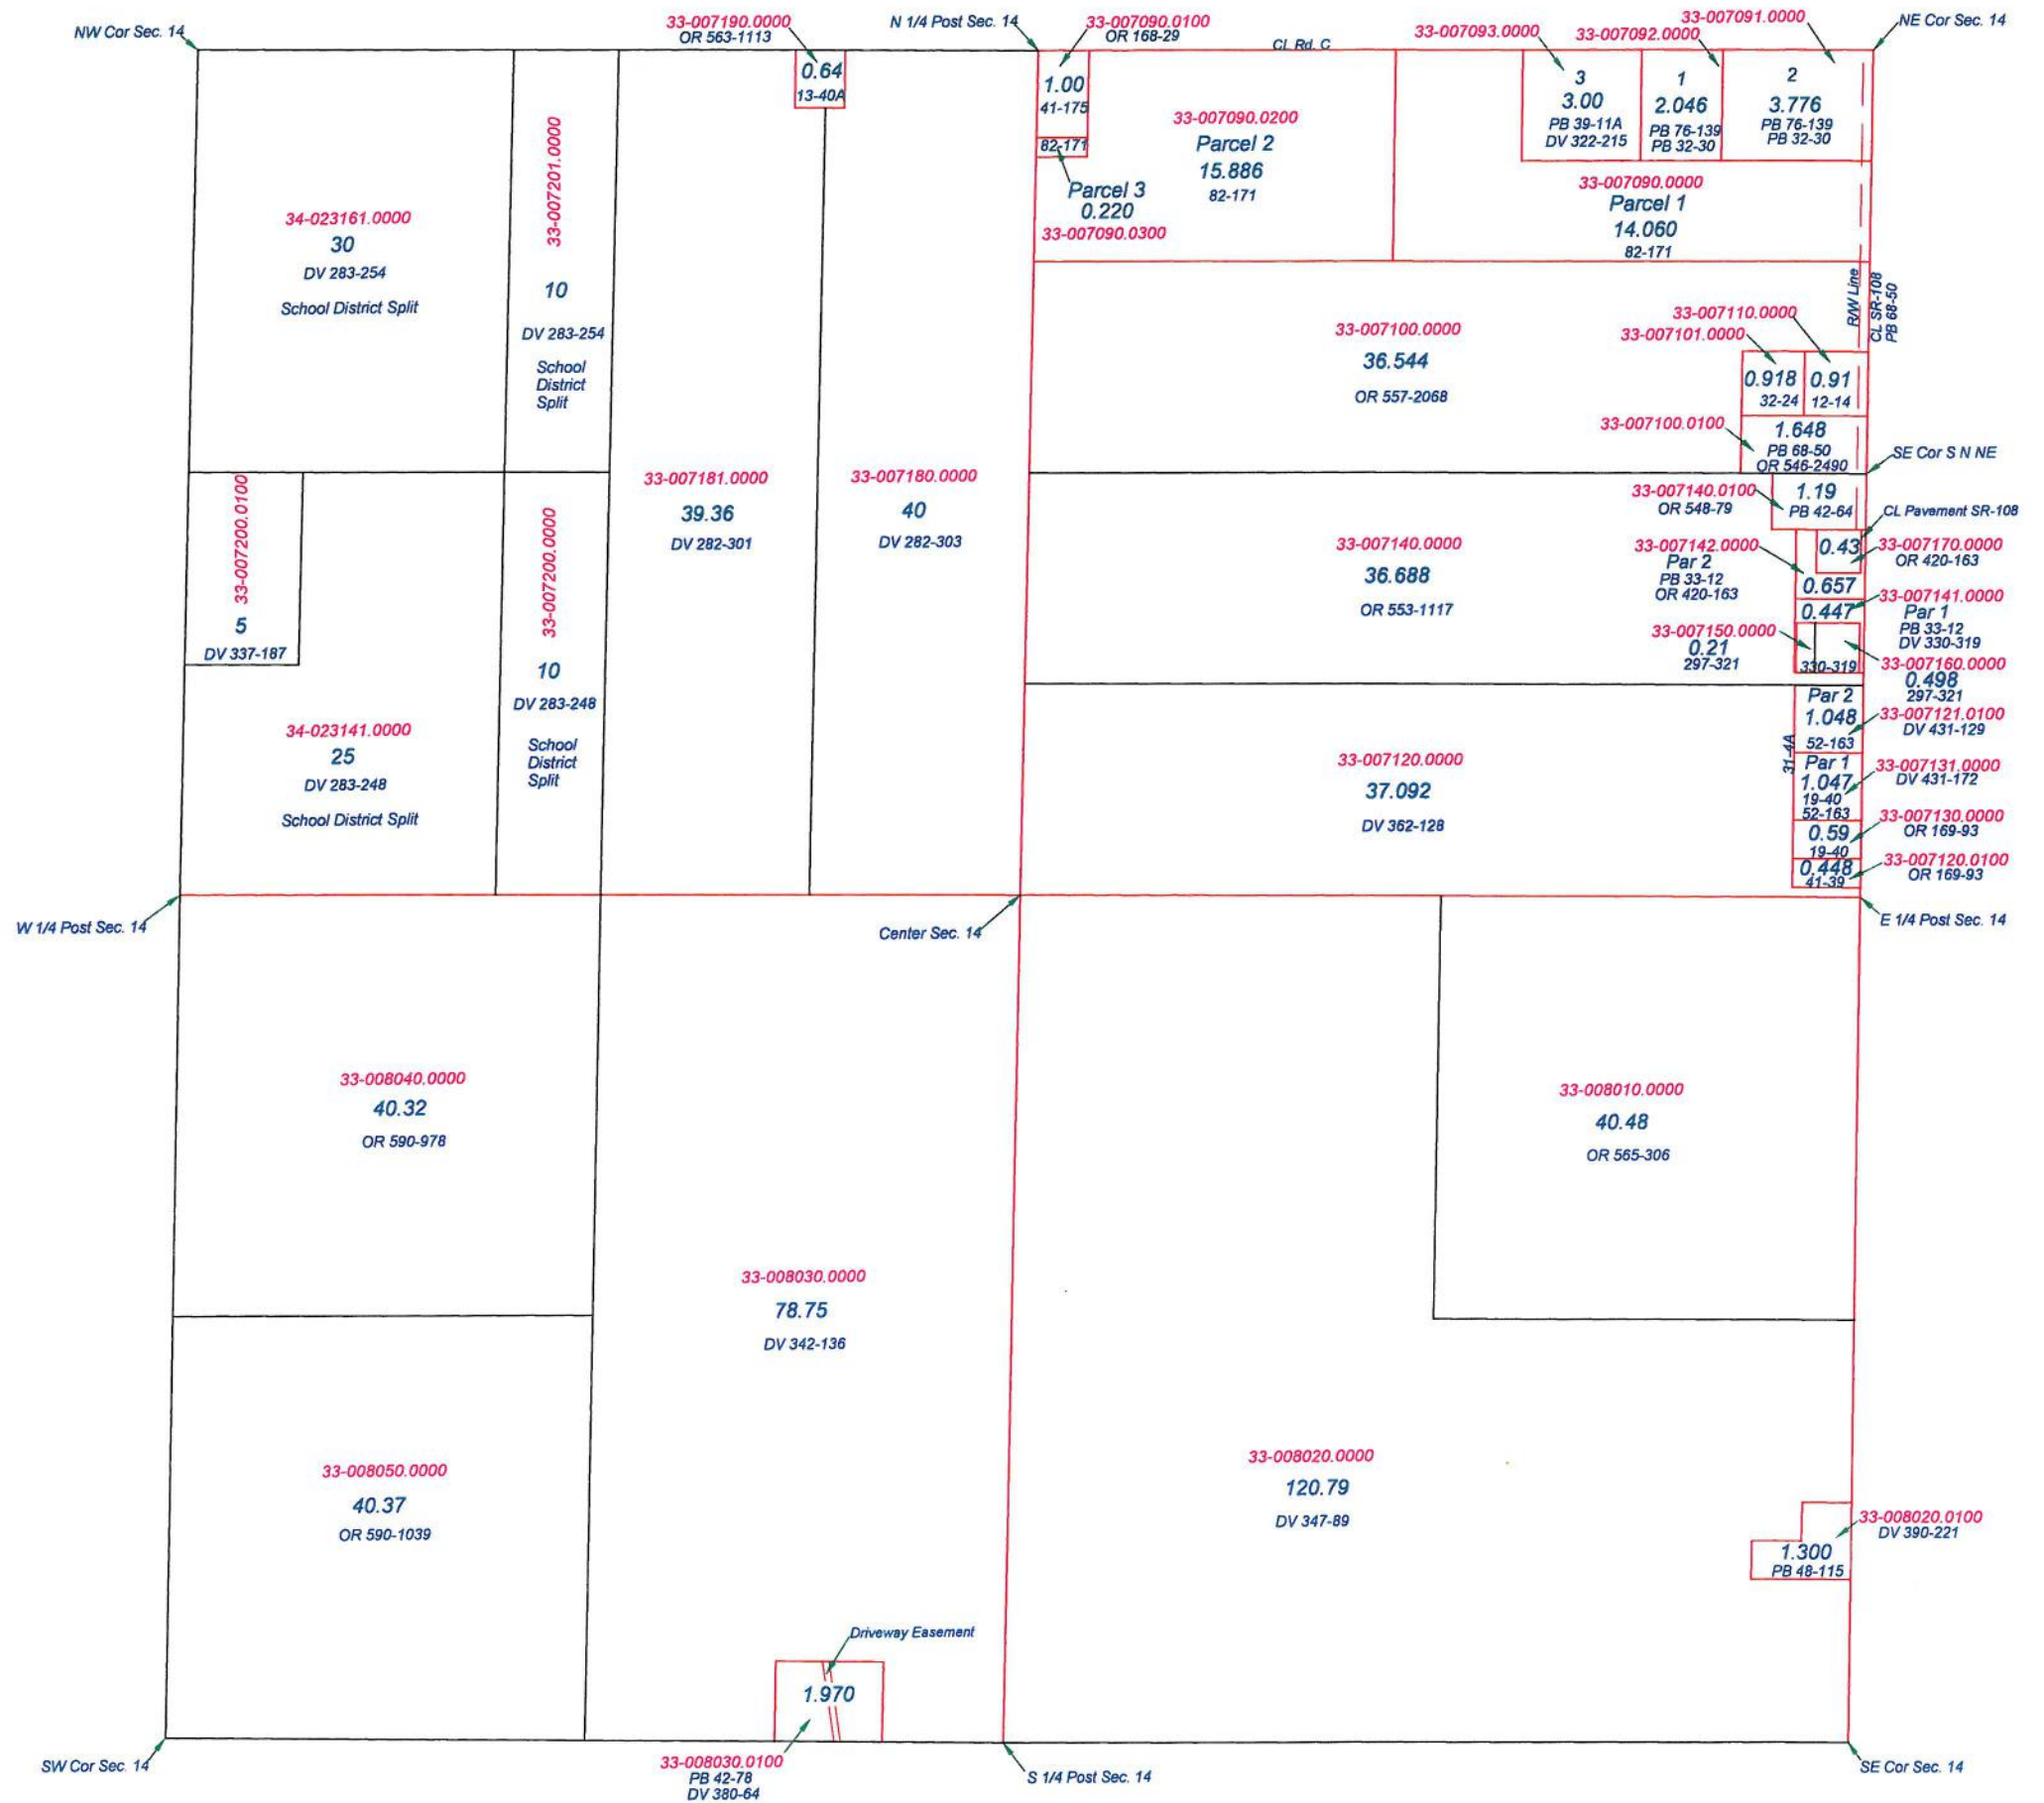 NW Cor Sec. 14
33-007190.0000
OR 563-1113
N 1/4 Post Sec. 14
33-007090.0100
OR 168-29
CL Rd. C
33-007093.0000
33-007092.0000
33-007091.0000
NE Cor Sec. 14
0.64
13-40A
1.00
41-175
82-171
Parcel 3
0.220
33-007090.0300
33-007090.0200
Parcel 2
15.886
82-171
3
3.00
PB 39-11A
DV 322-215
1
2.046
PB 76-139
PB 32-30
2
3.776
PB 76-139
PB 32-30
33-007090.0000
Parcel 1
14.060
82-171
34-023161.0000
30
DV 283-254
School District Split
33-007201.0000
10
DV 283-254
School
District
Split
R/W Line
CL SR-108
PB 68-50
33-007100.0000
36.544
OR 557-2068
33-007110.0000
33-007101.0000
0.918
32-24
0.91
12-14
33-007100.0100
1.648
PB 68-50
OR 546-2490
SE Cor S N NE
33-007181.0000
39.36
DV 282-301
33-007180.0000
40
DV 282-303
33-007200.0100
5
DV 337-187
33-007200.0000
10
DV 283-248
School
District
Split
34-023141.0000
25
DV 283-248
School District Split
33-007140.0100
OR 548-79
1.19
PB 42-64
CL Pavement SR-108
33-007140.0000
36.688
OR 553-1117
33-007142.0000
Par 2
PB 33-12
OR 420-163
0.43
33-007170.0000
OR 420-163
0.657
0.447
33-007141.0000
Par 1
PB 33-12
DV 330-319
33-007150.0000
0.21
297-321
330-319
33-007160.0000
0.498
297-321
33-007120.0000
37.092
DV 362-128
31-4A
Par 2
1.048
52-163
33-007121.0100
DV 431-129
Par 1
1.047
19-40
52-163
33-007131.0000
DV 431-172
0.59
19-40
33-007130.0000
OR 169-93
0.448
41-39
33-007120.0100
OR 169-93
W 1/4 Post Sec. 14
Center Sec. 14
E 1/4 Post Sec. 14
33-008040.0000
40.32
OR 590-978
33-008010.0000
40.48
OR 565-306
33-008030.0000
78.75
DV 342-136
33-008050.0000
40.37
OR 590-1039
33-008020.0000
120.79
DV 347-89
33-008020.0100
DV 390-221
1.300
PB 48-115
Driveway Easement
1.970
33-008030.0100
PB 42-78
DV 380-64
SW Cor Sec. 14
S 1/4 Post Sec. 14
SE Cor Sec. 14